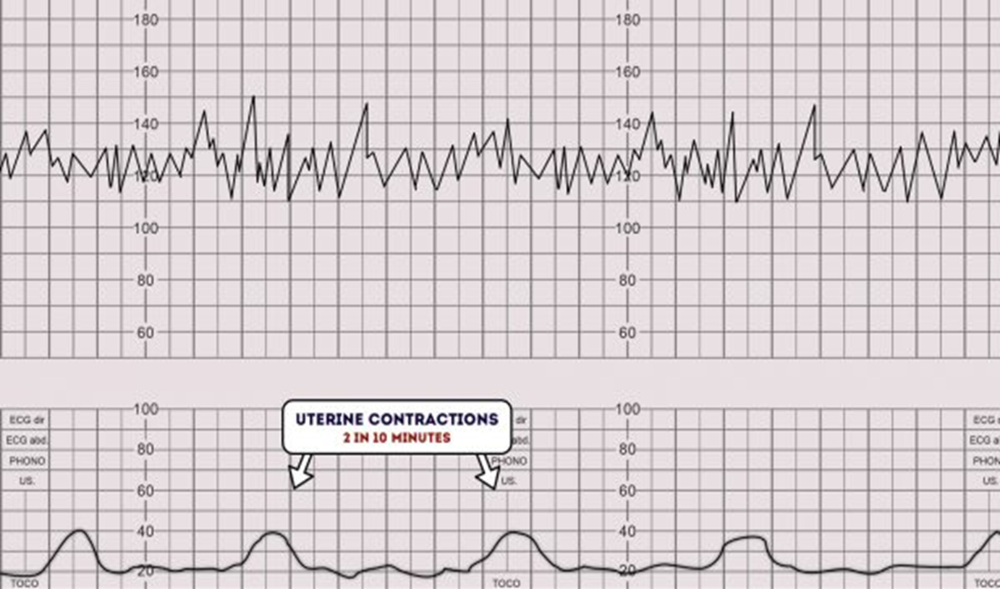 180 180
160 160
140 140
120 120
100 100
80 80
60 60
100 100
ECG dir dir ECG
UTERINE CONTRACTIONS
2 IN 10 MINUTES
ECG abd. abd. ECG
80 80
PHONO PHONO PHON
US. US. US.
60 60
40 40
20 20
TOCO TOCO TOCO